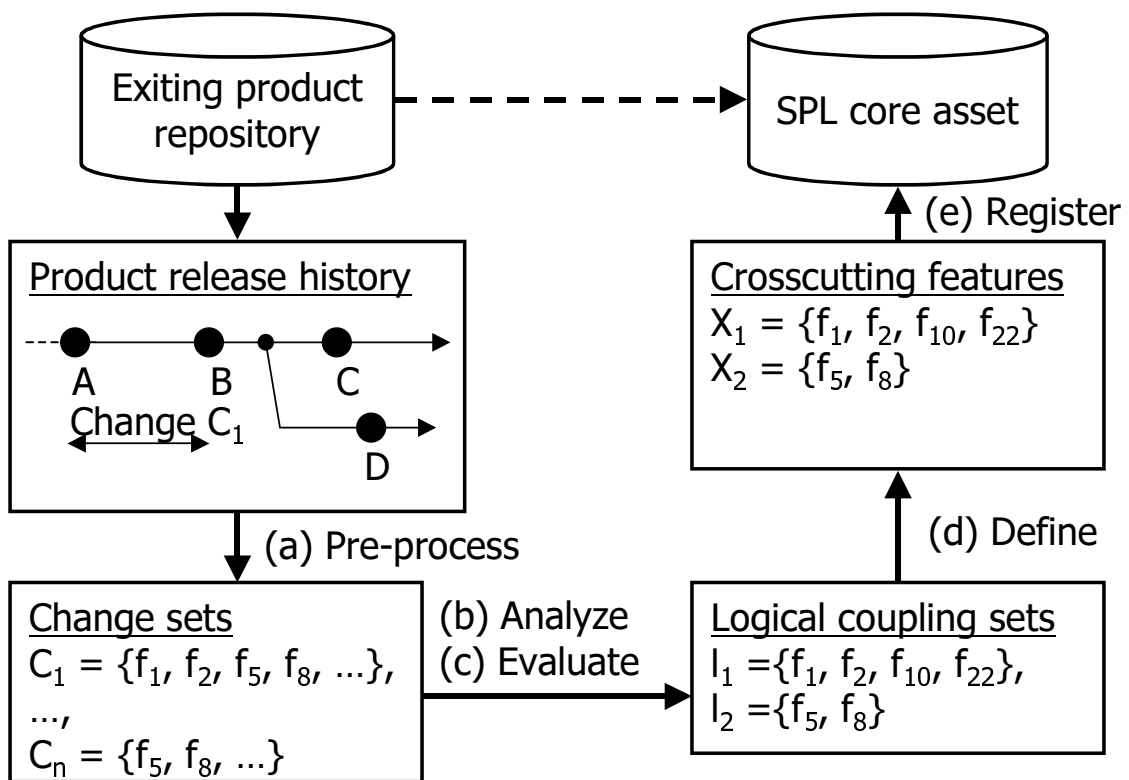 Exiting product
repository
SPL core asset
(e) Register
Product release history
A
B
C
Change C₁
D
Crosscutting features
X₁ = {f₁, f₂, f₁₀, f₂₂}
X₂ = {f₅, f₈}
(a) Pre-process
(d) Define
Change sets
C₁ = {f₁, f₂, f₅, f₈, ...},
...,
Cₙ = {f₅, f₈, ...}
(b) Analyze
(c) Evaluate
Logical coupling sets
l₁ ={f₁, f₂, f₁₀, f₂₂},
l₂ ={f₅, f₈}